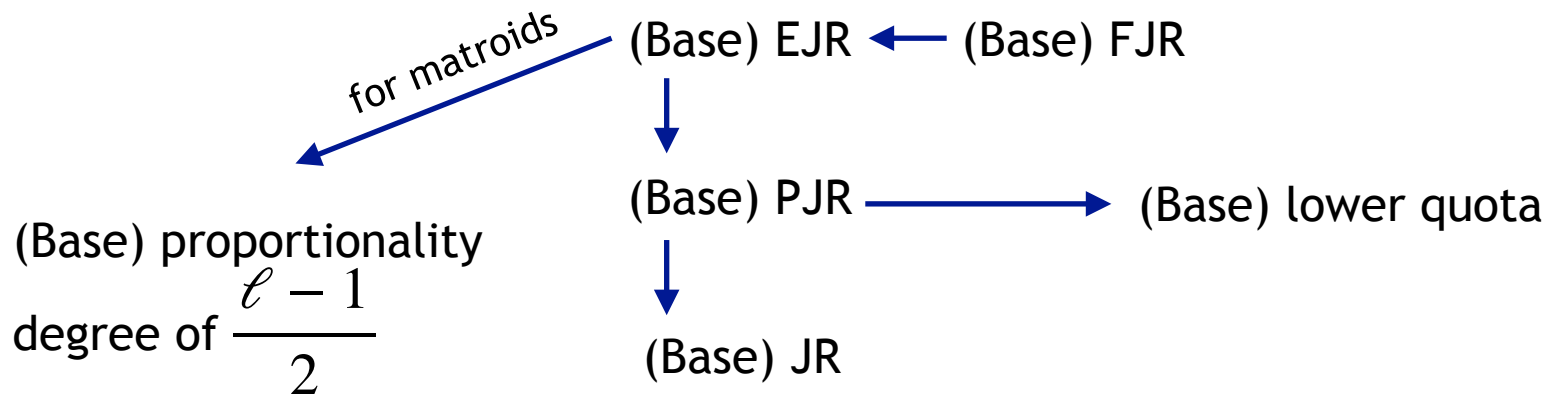 for matroids
(Base) EJR
(Base) FJR
(Base) PJR
(Base) lower quota
(Base) proportionality
degree of ℓ − 1
2
(Base) JR